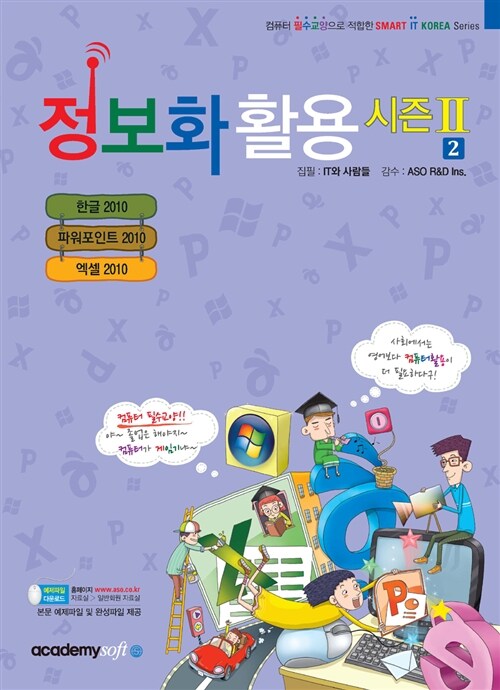 컴퓨터 필수교양으로 적합한 SMART IT KOREA Series
정보화 활용 시즌 Ⅱ
2
집필 : IT와 사람들 감수 : ASO R&D Ins.
한글 2010
파워포인트 2010
엑셀 2010
사회에서는
영어보다 컴퓨터활용이
더 필요하다구!
컴퓨터 필수교양!!
야~ 졸업은 해야지~
컴퓨터가 게임기냐~
예제파일
다운로드
홈페이지 www.aso.co.kr
자료실 > 일반회원 자료실
본문 예제파일 및 완성파일 제공
academysoft